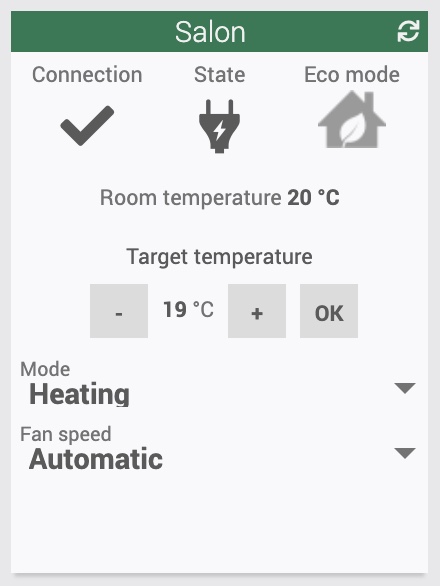 Salon
Connection State Eco mode
Room temperature 20 °C
Target temperature
- 19 °C + OK
Mode
Heating
Fan speed
Automatic